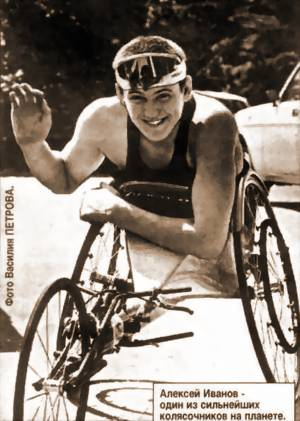 Фото Василия ПЕТРОВА.
Алексей Иванов -
один из сильнейших
колясочников на планете.